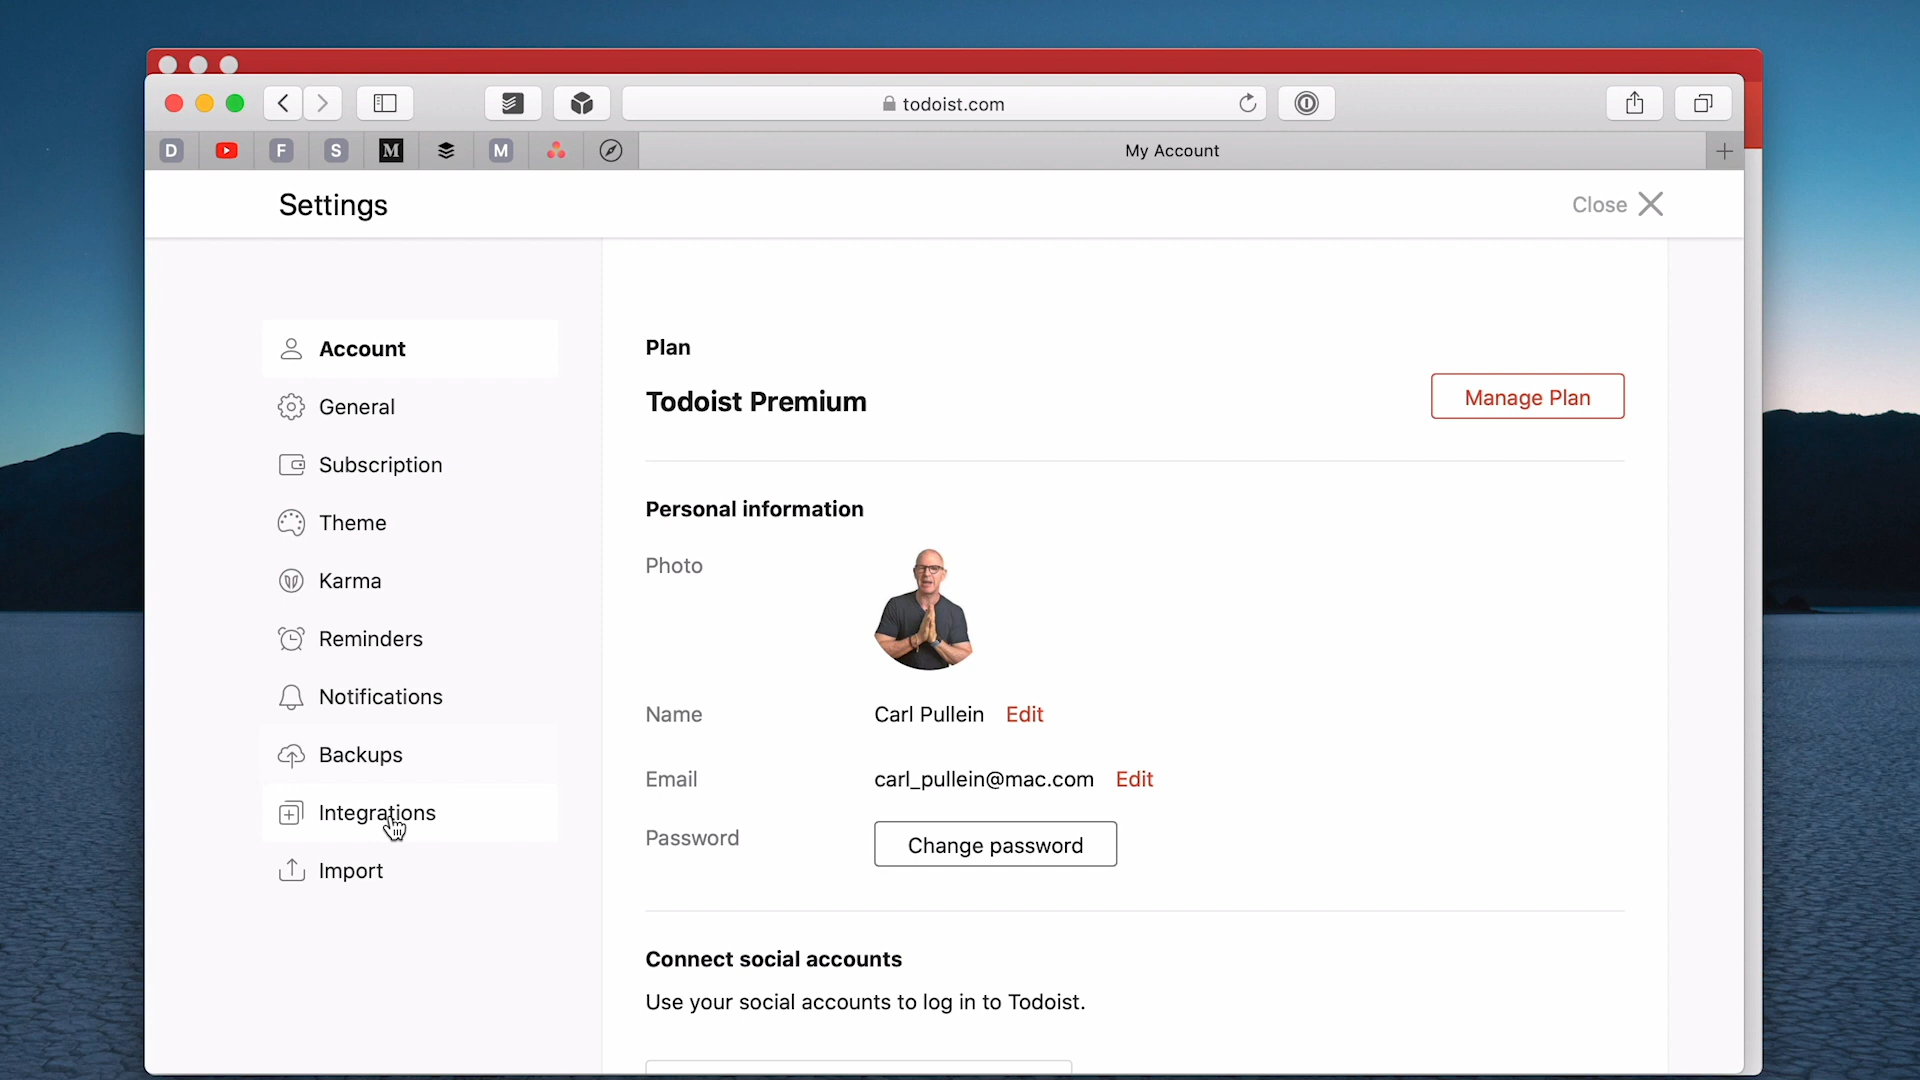 todoist.com
D
F
S
M
M
My Account
Settings
Close
Account
General
Subscription
Theme
Karma
Reminders
Notifications
Backups
Integrations
Import
Plan
Todoist Premium
Manage Plan
Personal information
Photo
Name
Carl Pullein Edit
Email
carl_pullein@mac.com Edit
Password
Change password
Connect social accounts
Use your social accounts to log in to Todoist.